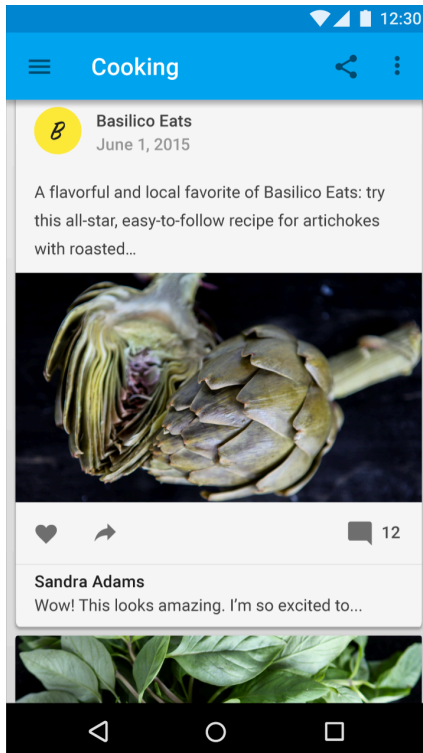 12:30
Cooking
B
Basilico Eats
June 1, 2015
A flavorful and local favorite of Basilico Eats: try
this all-star, easy-to-follow recipe for artichokes
with roasted…
12
Sandra Adams
Wow! This looks amazing. I’m so excited to...